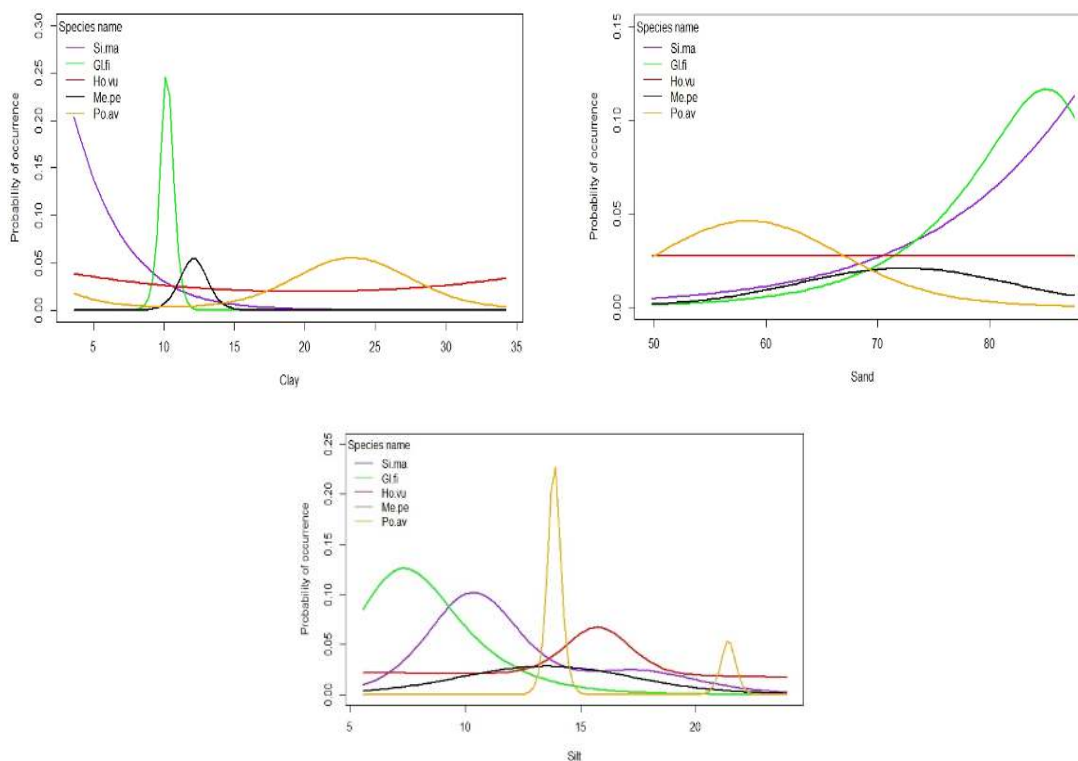 Species name
Si.ma
Gl.fi
Ho.vu
Me.pe
Po.av
Probability of occurrence
0.00 0.05 0.10 0.15 0.20 0.25 0.30
5 10 15 20 25 30 35
Clay
Species name
Si.ma
Gl.fi
Ho.vu
Me.pe
Po.av
Probability of occurrence
0.00 0.05 0.10 0.15
50 60 70 80
Sand
Species name
Si.ma
Gl.fi
Ho.vu
Me.pe
Po.av
Probability of occurrence
0.00 0.05 0.10 0.15 0.20 0.25
5 10 15 20
Silt